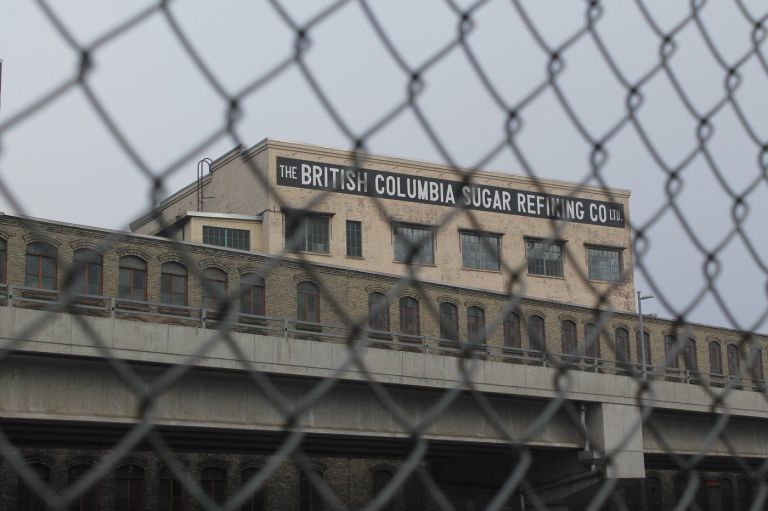 THE BRITISH COLUMBIA SUGAR REFINING CO LTD.